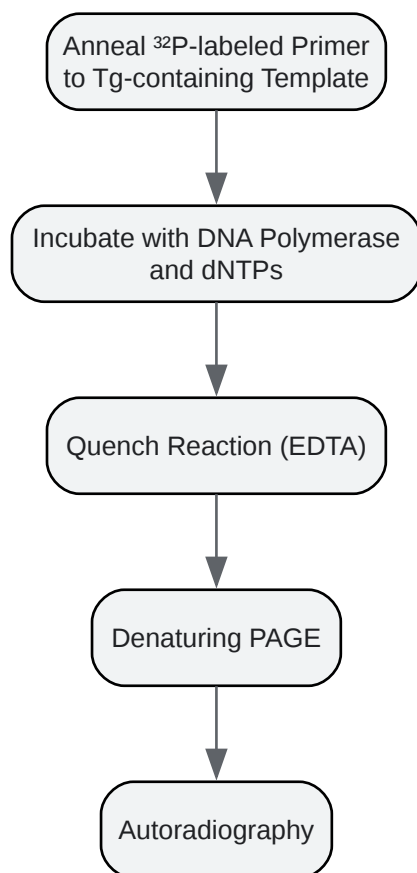 Anneal ³²P-labeled Primer
to Tg-containing Template
Incubate with DNA Polymerase
and dNTPs
Quench Reaction (EDTA)
Denaturing PAGE
Autoradiography